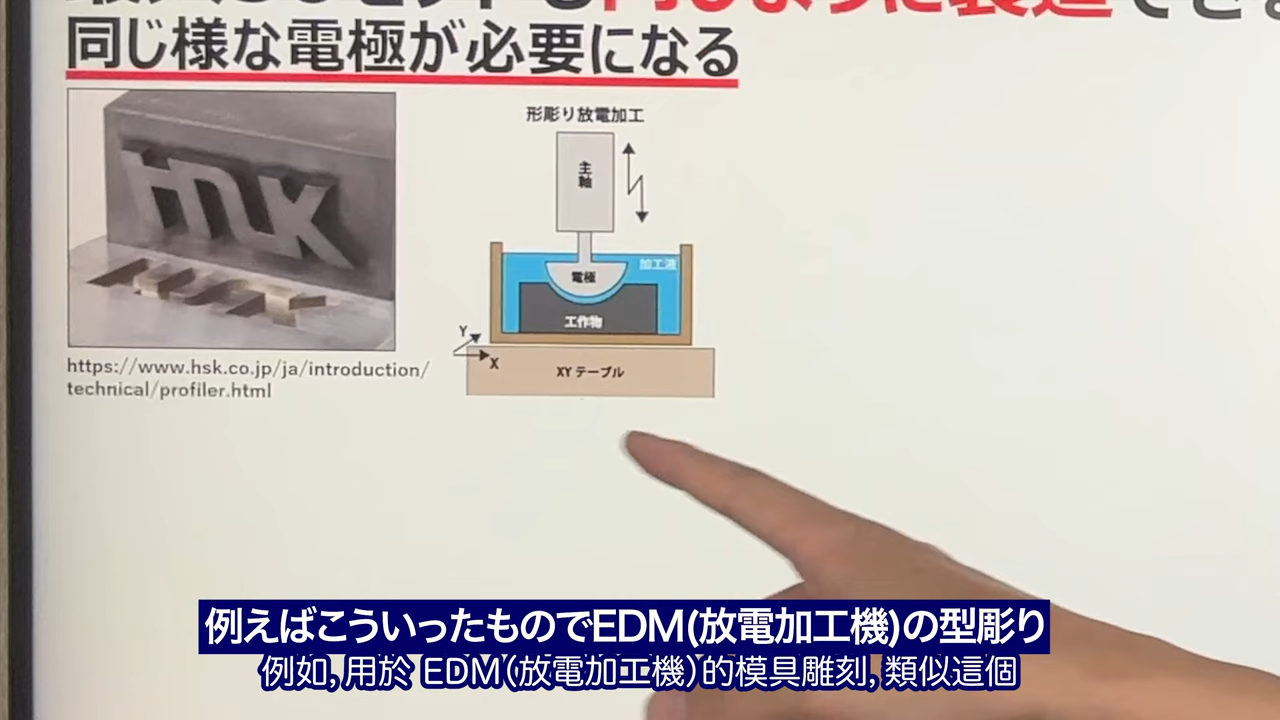 同じ様な電極が必要になる
HSK
HSK
https://www.hsk.co.jp/ja/introduction/
technical/profiler.html
形彫り放電加工
主軸
加工液
電極
工作物
Y
X
XYテーブル
例えばこういったものでEDM(放電加工機)の型彫り
例如，用於 EDM（放電加工機）的模具雕刻，類似這個